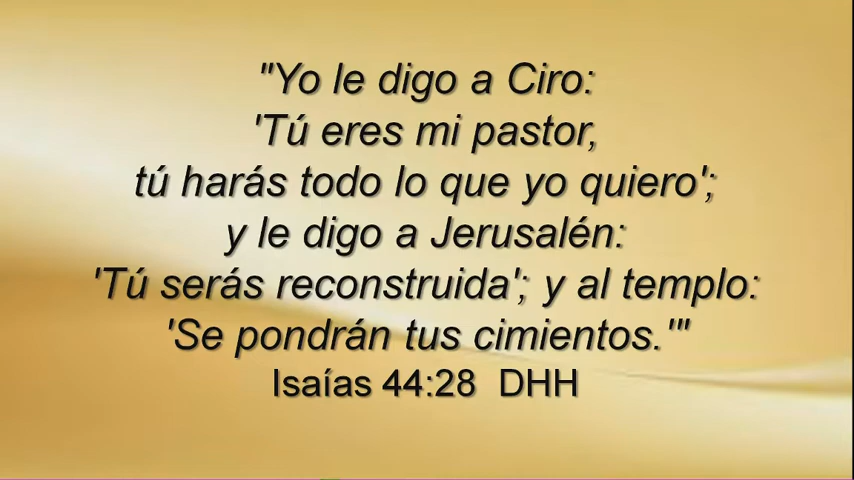 "Yo le digo a Ciro:
'Tú eres mi pastor,
tú harás todo lo que yo quiero';
y le digo a Jerusalén:
'Tú serás reconstruida'; y al templo:
'Se pondrán tus cimientos.'"
Isaías 44:28  DHH